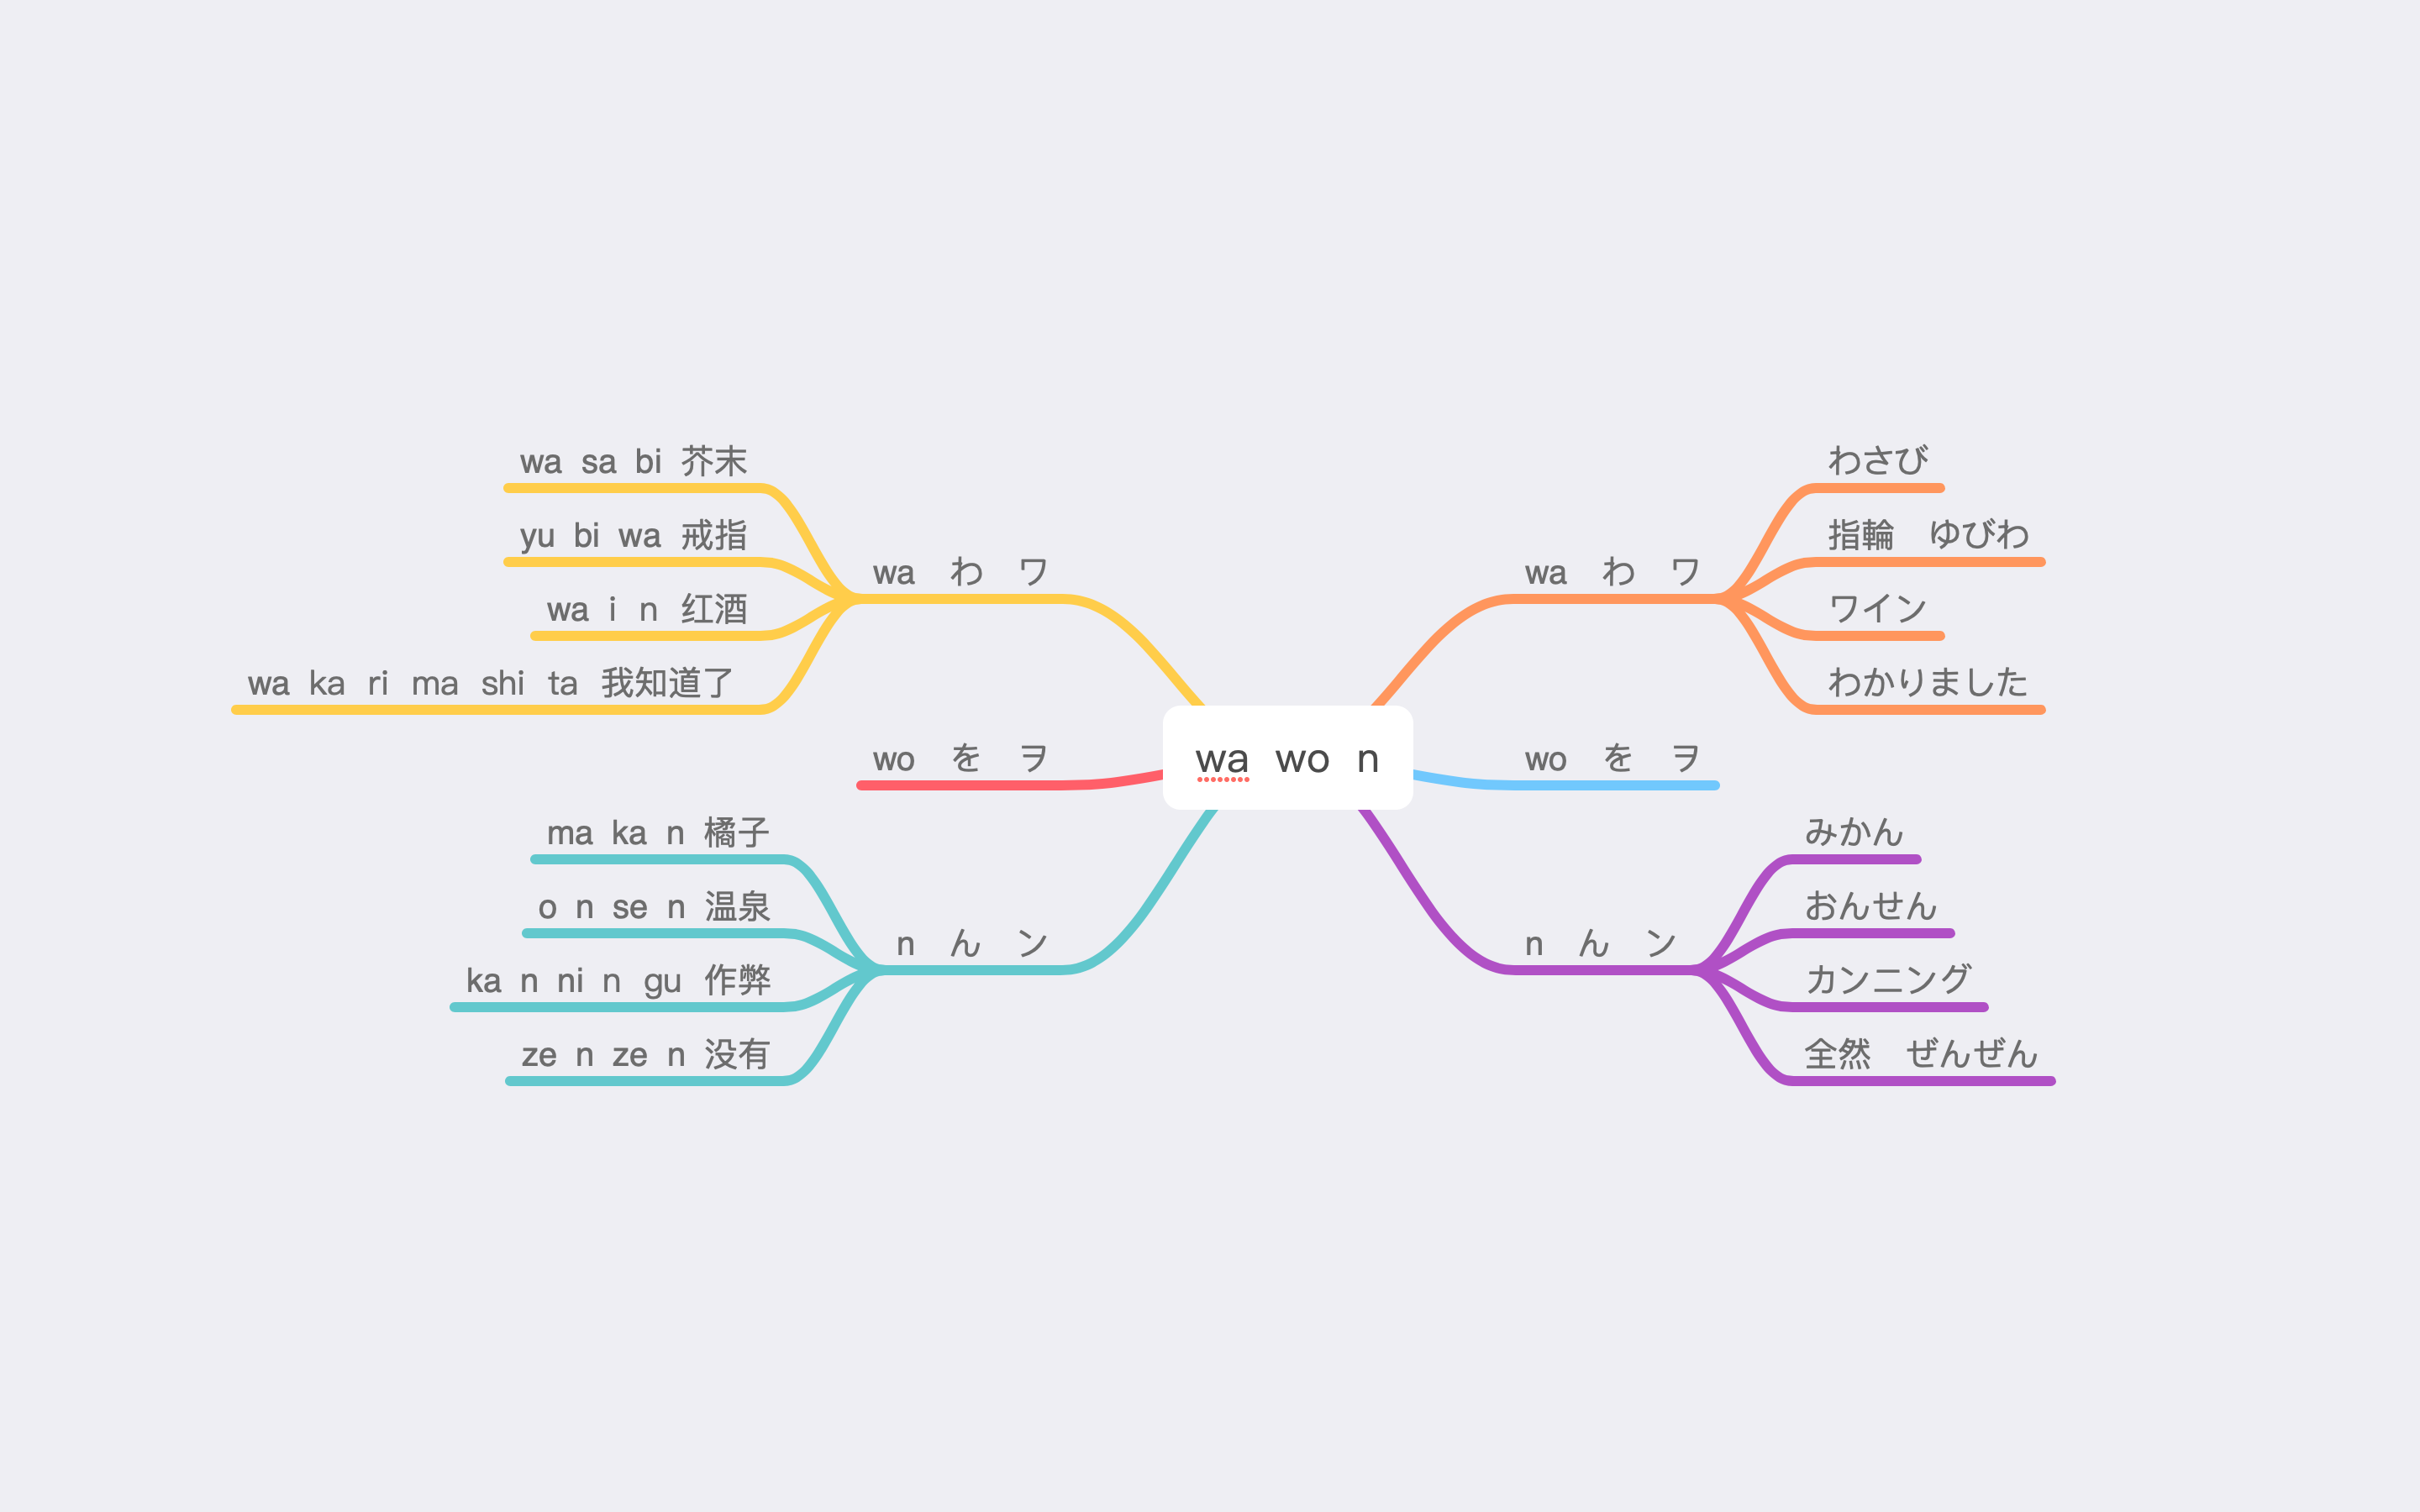 wa sa bi 芥末
yu bi wa 戒指
wa i n 红酒
wa ka ri ma shi ta 我知道了
wa わ ワ
wo を ヲ
ma ka n 橘子
o n se n 温泉
ka n ni n gu 作弊
ze n ze n 没有
n ん ン
wa wo n
wa わ ワ
わさび
指輪 ゆびわ
ワイン
わかりました
wo を ヲ
n ん ン
みかん
おんせん
カンニング
全然 ぜんぜん